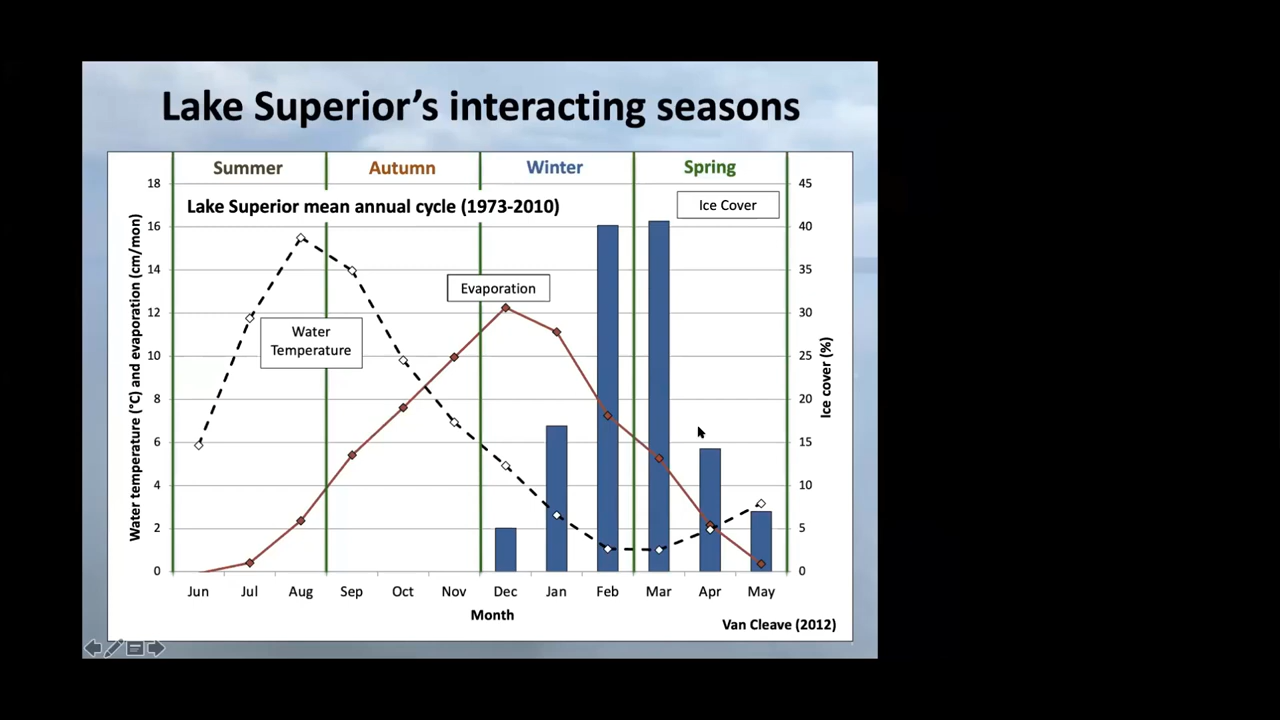 Lake Superior's interacting seasons
Summer
Autumn
Winter
Spring
Lake Superior mean annual cycle (1973-2010)
Ice Cover
Evaporation
Water
Temperature
Water temperature (°C) and evaporation (cm/mon)
18
16
14
12
10
8
6
4
2
0
45
40
35
30
25
20
15
10
5
0
Ice cover (%)
Jun Jul Aug Sep Oct Nov Dec Jan Feb Mar Apr May
Month
Van Cleave (2012)